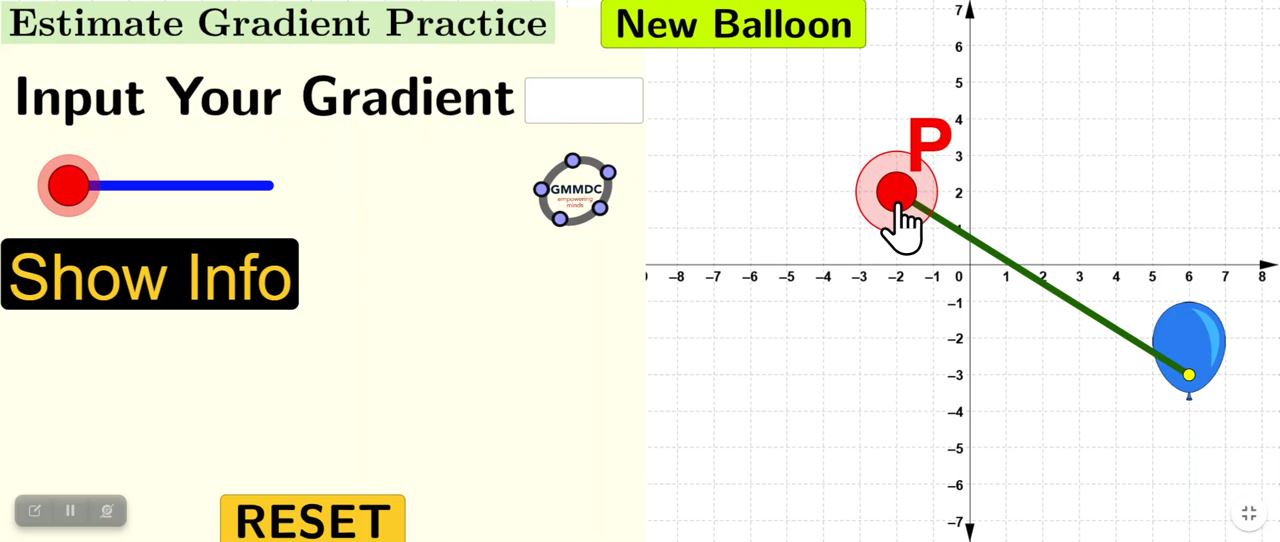 Estimate Gradient Practice
New Balloon
Input Your Gradient
GMMDC
empowering
minds
Show Info
RESET
P
7
6
5
4
3
2
1
–8 –7 –6 –5 –4 –3 –2 –1 0 1 2 3 4 5 6 7 8
–1
–2
–3
–4
–5
–6
–7